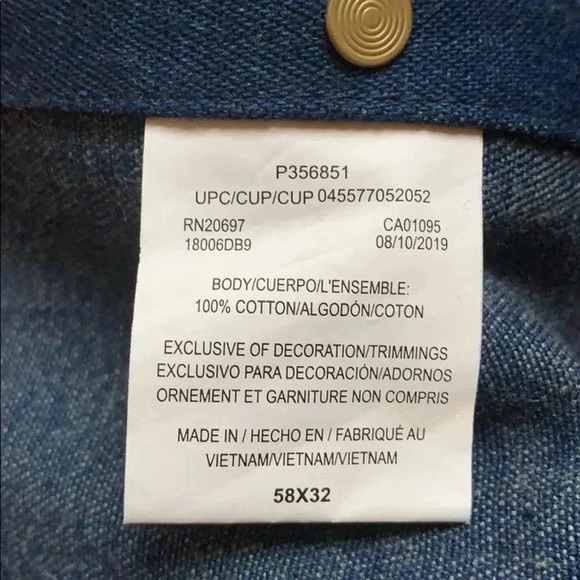 P356851
UPC/CUP/CUP 045577052052
RN20697 CA01095
18006DB9 08/10/2019
BODY/CUERPO/L'ENSEMBLE:
100% COTTON/ALGODÓN/COTON
EXCLUSIVE OF DECORATION/TRIMMINGS
EXCLUSIVO PARA DECORACIÓN/ADORNOS
ORNEMENT ET GARNITURE NON COMPRIS
MADE IN / HECHO EN / FABRIQUÉ AU
VIETNAM/VIETNAM/VIETNAM
58X32